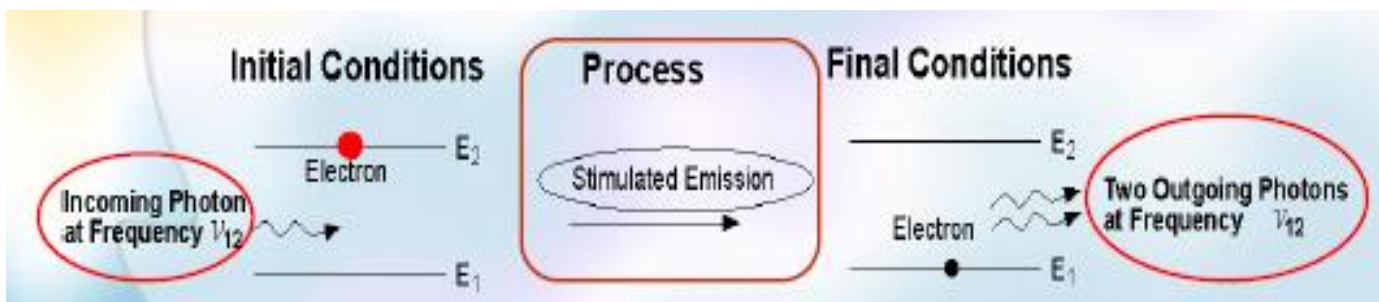 Initial Conditions
Process
Final Conditions
E₂
Electron
Incoming Photon
at Frequency ν₁₂
E₁
Stimulated Emission
E₂
Electron
E₁
Two Outgoing Photons
at Frequency ν₁₂